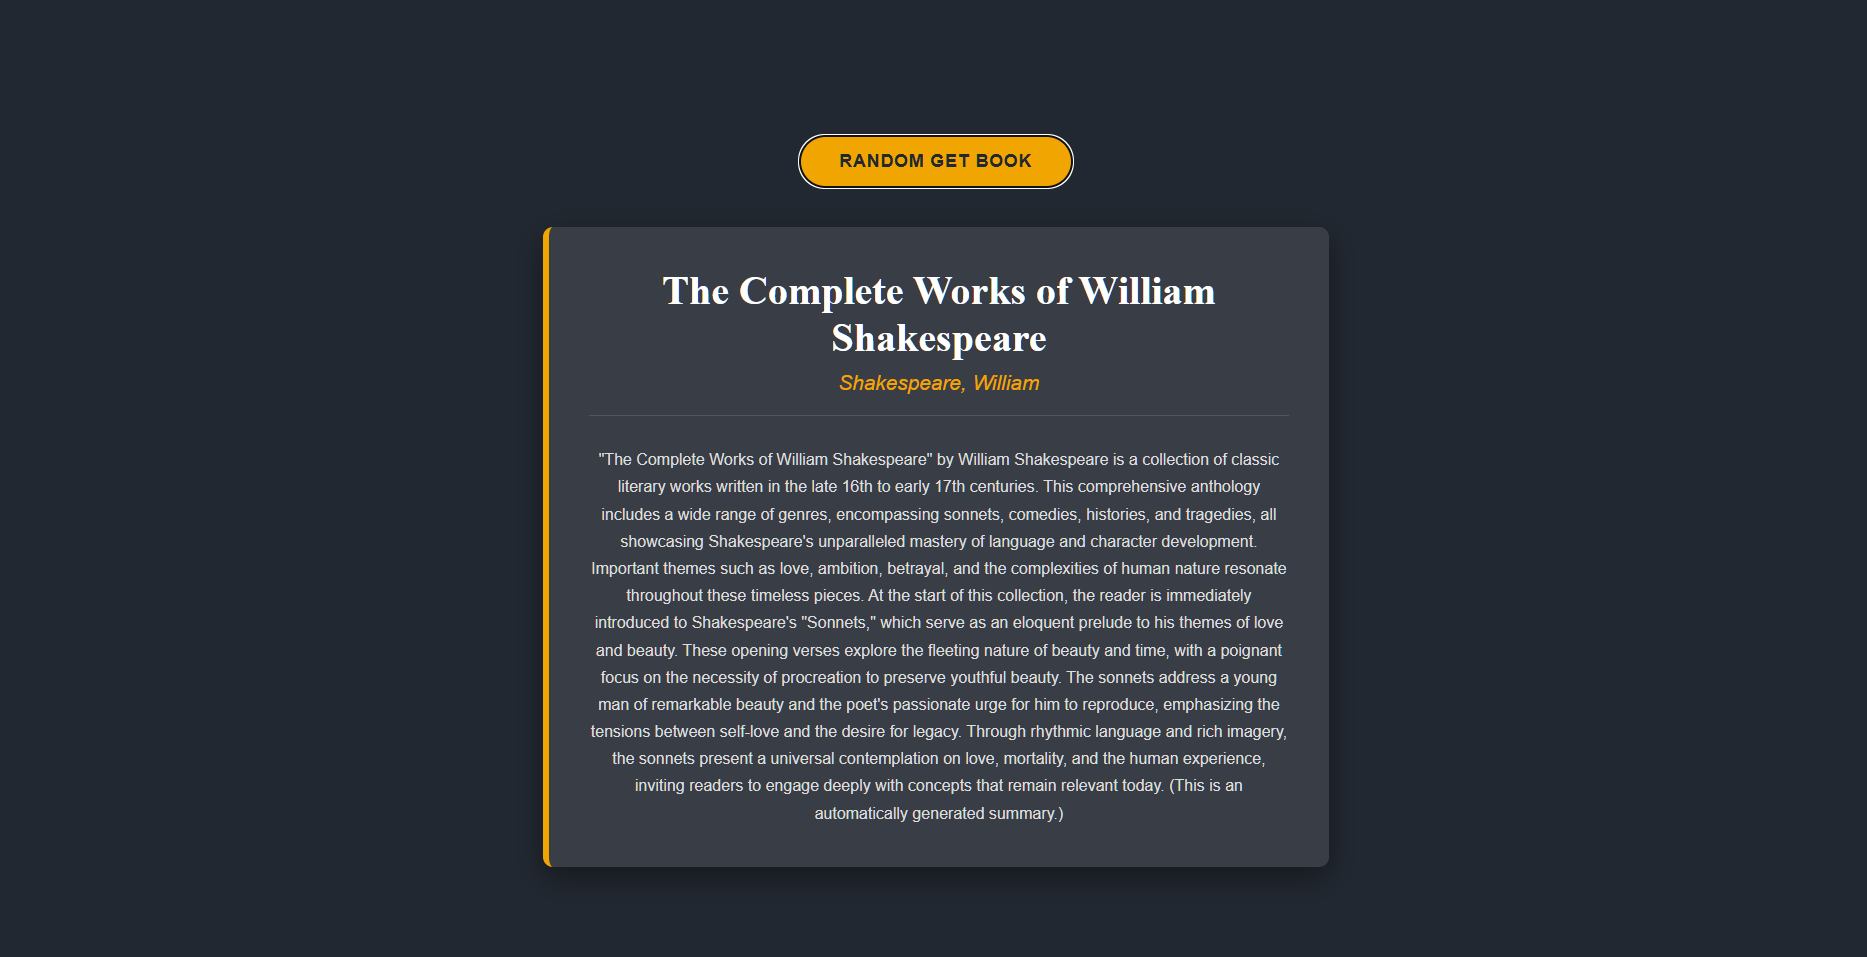 RANDOM GET BOOK
The Complete Works of William
Shakespeare
Shakespeare, William
"The Complete Works of William Shakespeare" by William Shakespeare is a collection of classic
literary works written in the late 16th to early 17th centuries. This comprehensive anthology
includes a wide range of genres, encompassing sonnets, comedies, histories, and tragedies, all
showcasing Shakespeare's unparalleled mastery of language and character development.
Important themes such as love, ambition, betrayal, and the complexities of human nature resonate
throughout these timeless pieces. At the start of this collection, the reader is immediately
introduced to Shakespeare's "Sonnets," which serve as an eloquent prelude to his themes of love
and beauty. These opening verses explore the fleeting nature of beauty and time, with a poignant
focus on the necessity of procreation to preserve youthful beauty. The sonnets address a young
man of remarkable beauty and the poet's passionate urge for him to reproduce, emphasizing the
tensions between self-love and the desire for legacy. Through rhythmic language and rich imagery,
the sonnets present a universal contemplation on love, mortality, and the human experience,
inviting readers to engage deeply with concepts that remain relevant today. (This is an
automatically generated summary.)